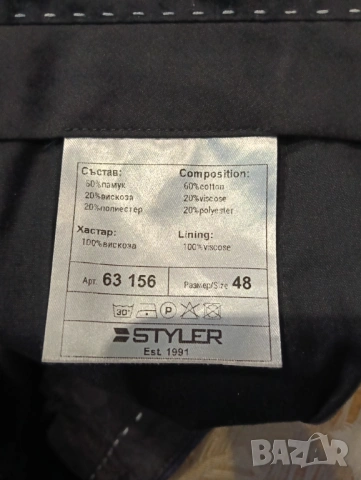 Състав: Composition:
60%памук 60%cotton
20%вискоза 20%viscose
20%полиестер 20%polyester
Хастар: Lining:
100%вискоза 100%viscose
Арт. 63 156 Размер/Size 48
30° P
STYLER
Est. 1991
BAZAR
bg